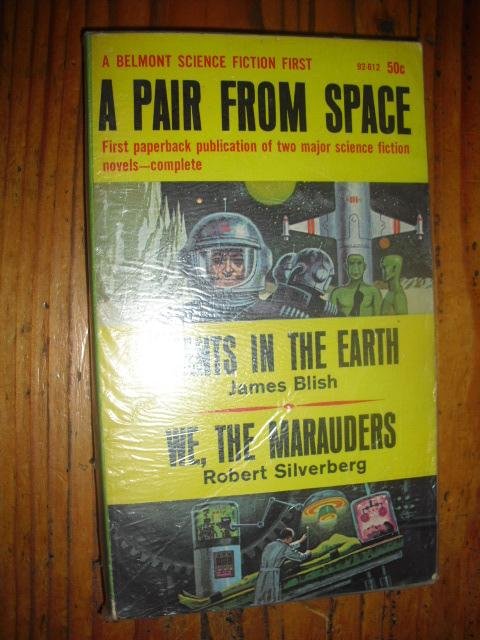 A BELMONT SCIENCE FICTION FIRST 92-612 50c
A PAIR FROM SPACE
First paperback publication of two major science fiction
novels—complete
IN THE EARTH
James Blish
WE, THE MARAUDERS
Robert Silverberg